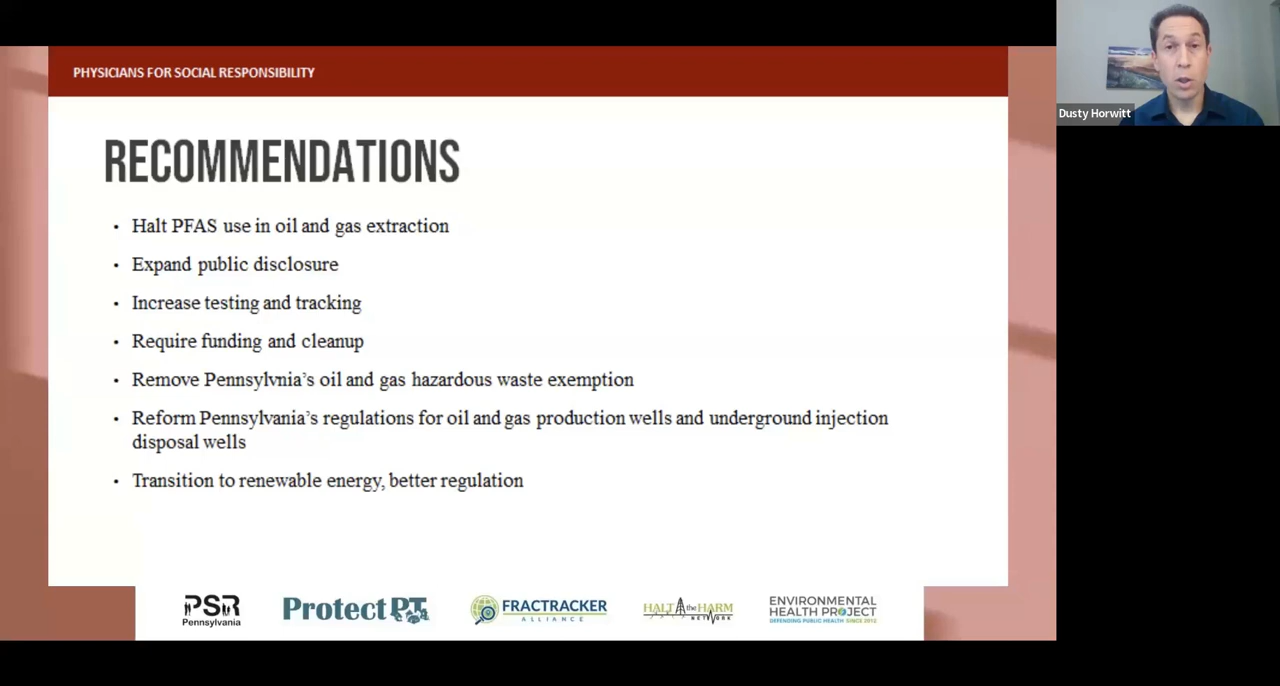 PHYSICIANS FOR SOCIAL RESPONSIBILITY
Dusty Horwitt
RECOMMENDATIONS
• Halt PFAS use in oil and gas extraction
• Expand public disclosure
• Increase testing and tracking
• Require funding and cleanup
• Remove Pennsylvnia's oil and gas hazardous waste exemption
• Reform Pennsylvania's regulations for oil and gas production wells and underground injection
disposal wells
• Transition to renewable energy, better regulation
PSR
Pennsylvania
Protect PT
FRACTRACKER
ALLIANCE
HALT the HARM
NETWORK
ENVIRONMENTAL
HEALTH PROJECT
DEFENDING PUBLIC HEALTH SINCE 2012